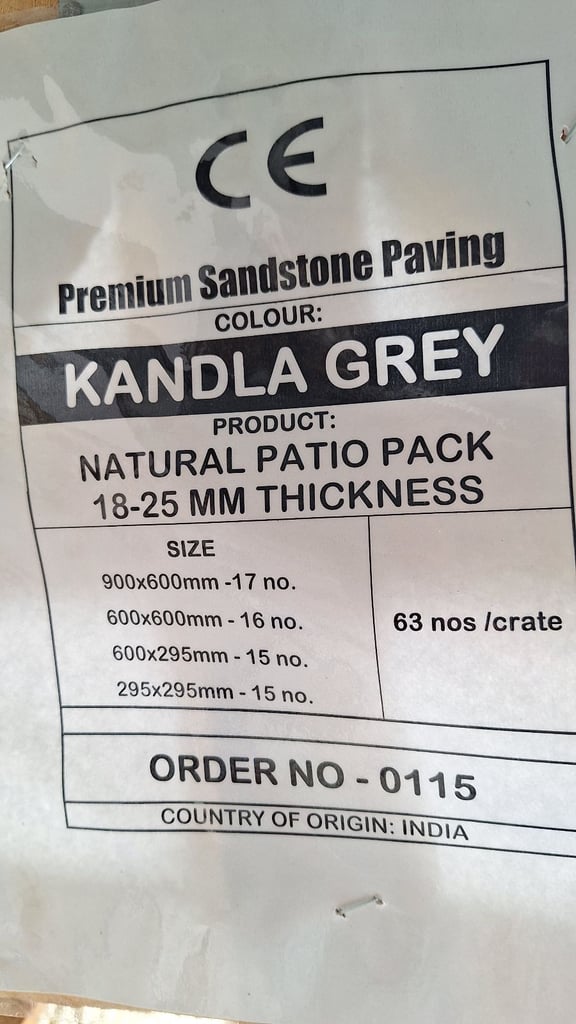 CE
Premium Sandstone Paving
COLOUR:
KANDLA GREY
PRODUCT:
NATURAL PATIO PACK
18-25 MM THICKNESS
SIZE
900x600mm -17 no.
600x600mm - 16 no.
600x295mm - 15 no.
295x295mm - 15 no.
63 nos /crate
ORDER NO - 0115
COUNTRY OF ORIGIN: INDIA